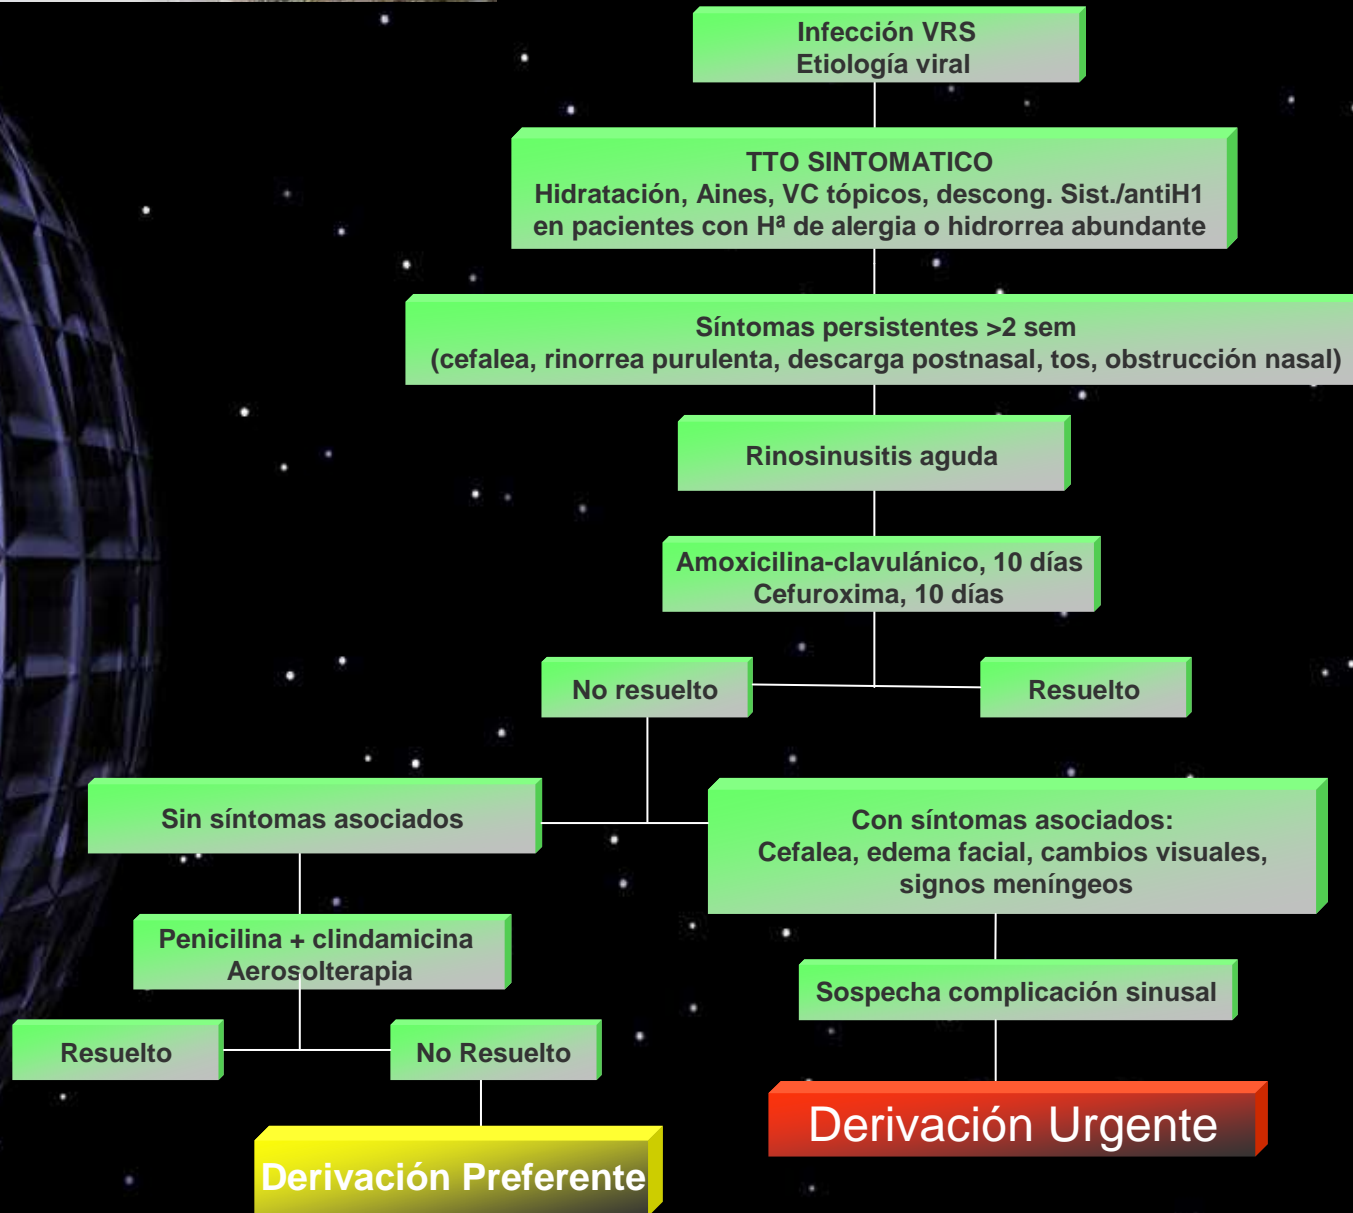 Infección VRS
Etiología viral
TTO SINTOMATICO
Hidratación, Aines, VC tópicos, descong. Sist./antiH1
en pacientes con Hª de alergia o hidrorrea abundante
Síntomas persistentes >2 sem
(cefalea, rinorrea purulenta, descarga postnasal, tos, obstrucción nasal)
Rinosinusitis aguda
Amoxicilina-clavulánico, 10 días
Cefuroxima, 10 días
No resuelto
Resuelto
Sin síntomas asociados
Con síntomas asociados:
Cefalea, edema facial, cambios visuales,
signos meníngeos
Penicilina + clindamicina
Aerosolterapia
Sospecha complicación sinusal
Resuelto
No Resuelto
Derivación Urgente
Derivación Preferente